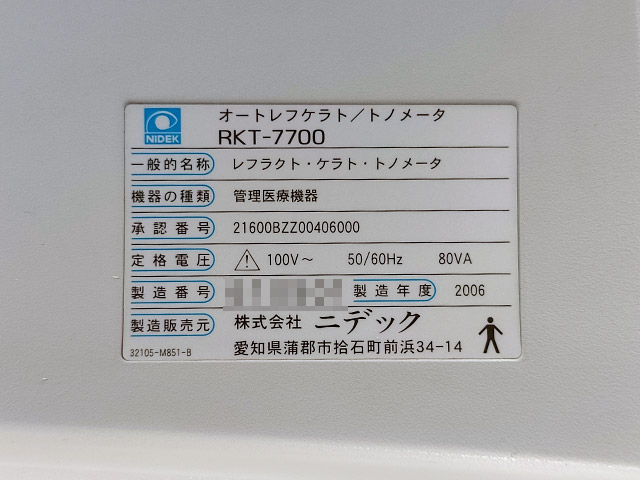 NIDEK
オートレフケラト／トノメータ
RKT-7700
一般的名称 レフラクト・ケラト・トノメータ
機器の種類 管理医療機器
承認番号 21600BZZ00406000
定格電圧 100V～ 50/60Hz 80VA
製造番号 製造年度 2006
製造販売元 株式会社 ニデック
愛知県蒲郡市拾石町前浜34-14
32105-M851-B